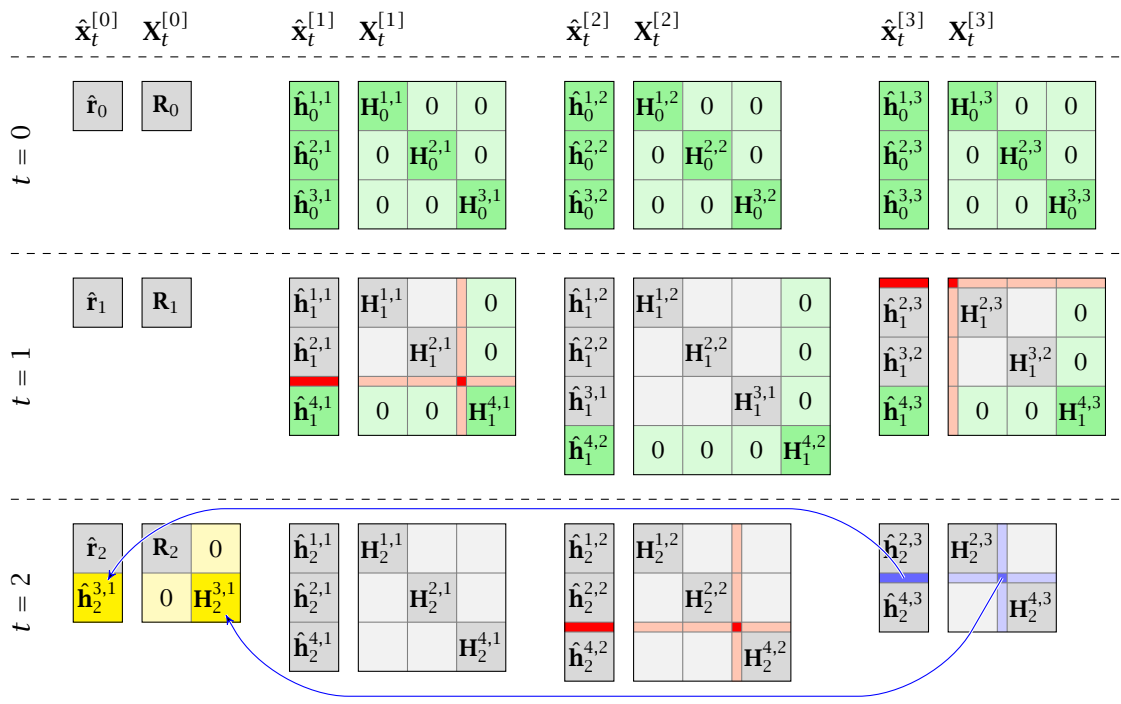 x̂_t^{[0]} X_t^{[0]} x̂_t^{[1]} X_t^{[1]} x̂_t^{[2]} X_t^{[2]} x̂_t^{[3]} X_t^{[3]}
t = 0
r̂_0 R_0 ĥ_0^{1,1} H_0^{1,1} 0 0 ĥ_0^{1,2} H_0^{1,2} 0 0 ĥ_0^{1,3} H_0^{1,3} 0 0
ĥ_0^{2,1} 0 H_0^{2,1} 0 ĥ_0^{2,2} 0 H_0^{2,2} 0 ĥ_0^{2,3} 0 H_0^{2,3} 0
ĥ_0^{3,1} 0 0 H_0^{3,1} ĥ_0^{3,2} 0 0 H_0^{3,2} ĥ_0^{3,3} 0 0 H_0^{3,3}
t = 1
r̂_1 R_1 ĥ_1^{1,1} H_1^{1,1} 0 ĥ_1^{1,2} H_1^{1,2} 0 ĥ_1^{2,3} H_1^{2,3} 0
ĥ_1^{2,1} H_1^{2,1} 0 ĥ_1^{2,2} H_1^{2,2} 0 ĥ_1^{3,2} H_1^{3,2} 0
ĥ_1^{4,1} 0 0 H_1^{4,1} ĥ_1^{3,1} H_1^{3,1} 0 ĥ_1^{4,3} 0 0 H_1^{4,3}
ĥ_1^{4,2} 0 0 0 H_1^{4,2}
t = 2
r̂_2 R_2 0 ĥ_2^{1,1} H_2^{1,1} ĥ_2^{1,2} H_2^{1,2} ĥ_2^{2,3} H_2^{2,3}
ĥ_2^{3,1} 0 H_2^{3,1} ĥ_2^{2,1} H_2^{2,1} ĥ_2^{2,2} H_2^{2,2} ĥ_2^{4,3} H_2^{4,3}
ĥ_2^{4,1} H_2^{4,1} ĥ_2^{4,2} H_2^{4,2}